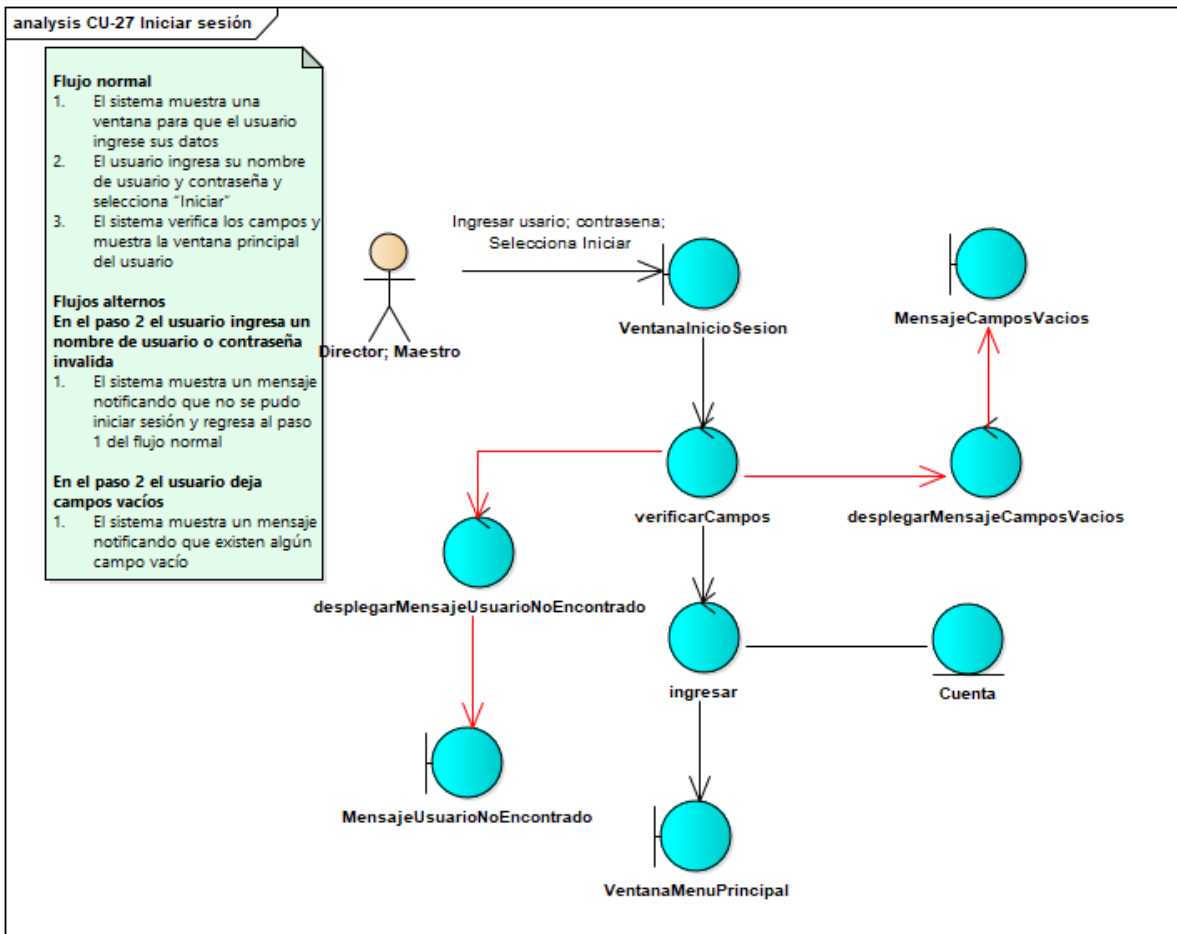 analysis CU-27 Iniciar sesión
Flujo normal
1. El sistema muestra una
ventana para que el usuario
ingrese sus datos
2. El usuario ingresa su nombre
de usuario y contraseña y
selecciona "Iniciar"
3. El sistema verifica los campos y
muestra la ventana principal
del usuario
Flujos alternos
En el paso 2 el usuario ingresa un
nombre de usuario o contraseña
invalida
1. El sistema muestra un mensaje
notificando que no se pudo
iniciar sesión y regresa al paso
1 del flujo normal
En el paso 2 el usuario deja
campos vacíos
1. El sistema muestra un mensaje
notificando que existen algún
campo vacío
Director; Maestro
Ingresar usario; contrasena;
Selecciona Iniciar
VentanaInicioSesion
MensajeCamposVacios
verificarCampos
desplegarMensajeCamposVacios
desplegarMensajeUsuarioNoEncontrado
ingresar
Cuenta
MensajeUsuarioNoEncontrado
VentanaMenuPrincipal